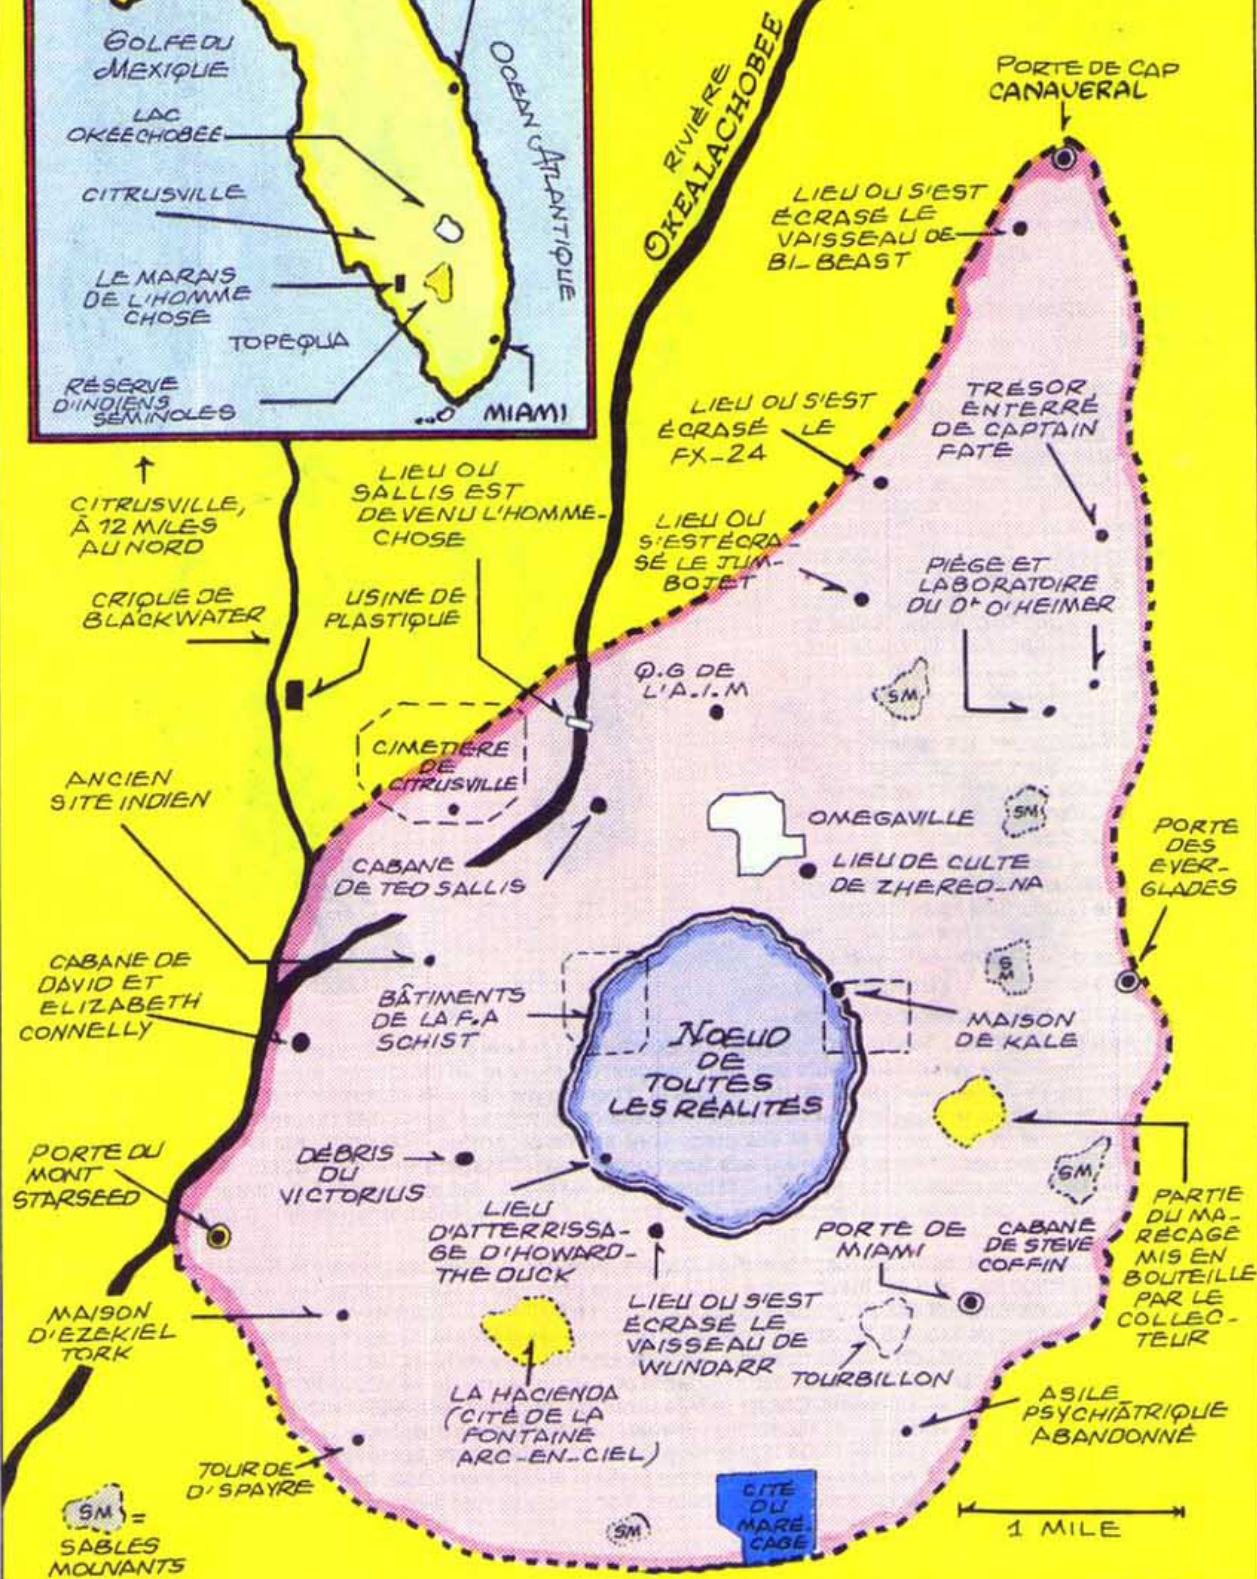 GOLFE DU
MEXIQUE
LAC
OKEECHOBEE
CITRUSVILLE
LE MARAIS
DE L'HOMME
CHOSE
TOPEQUA
RÉSERVE
D'INDIENS
SEMINOLES
OCEAN ATLANTIQUE
MIAMI
RIVIÈRE
OKEALACHOBEE
PORTE DE CAP
CANAVERAL
LIEU OU S'EST
ÉCRASÉ LE
VAISSEAU DE
BI-BEAST
LIEU OU S'EST
ÉCRASÉ LE
FX-24
TRÉSOR
ENTERRÉ
DE CAPTAIN
FATE
CITRUSVILLE,
À 12 MILES
AU NORD
LIEU OU
SALLIS EST
DEVENU L'HOMME-
CHOSE
LIEU OU
S'EST ÉCRA-
SÉ LE JUM-
BOJET
PIÈGE ET
LABORATOIRE
DU Dr O'HEIMER
CRIQUE DE
BLACKWATER
USINE DE
PLASTIQUE
Q.G DE
L'A.I.M
SM
CIMETIERE
DE
CITRUSVILLE
ANCIEN
SITE INDIEN
OMEGAVILLE
SM
PORTE
DES
EVER-
GLADES
CABANE
DE TED SALLIS
LIEU DE CULTE
DE ZHERED-NA
CABANE DE
DAVID ET
ELIZABETH
CONNELLY
BÂTIMENTS
DE LA F.A
SCHIST
SM
MAISON
DE KALE
NOEUD
DE
TOUTES
LES RÉALITÉS
PORTE DU
MONT
STARSEED
DÉBRIS
DU
VICTORIUS
SM
LIEU
D'ATTERRISSA-
GE D'HOWARD-
THE DUCK
PORTE DE
MIAMI
CABANE
DE STEVE
COFFIN
PARTIE
DU MA-
RÉCAGE
MIS EN
BOUTEILLE
PAR LE
COLLEC-
TEUR
MAISON
D'EZEKIEL
TORK
LIEU OU S'EST
ÉCRASÉ LE
VAISSEAU DE
WUNDARR
TOURBILLON
LA HACIENDA
(CITÉ DE LA
FONTAINE
ARC-EN-CIEL)
ASILE
PSYCHIÂTRIQUE
ABANDONNÉ
TOUR DE
D'SPAYRE
SM =
SABLES
MOUVANTS
SM
CITÉ
DU
MARÉ-
CAGE
1 MILE